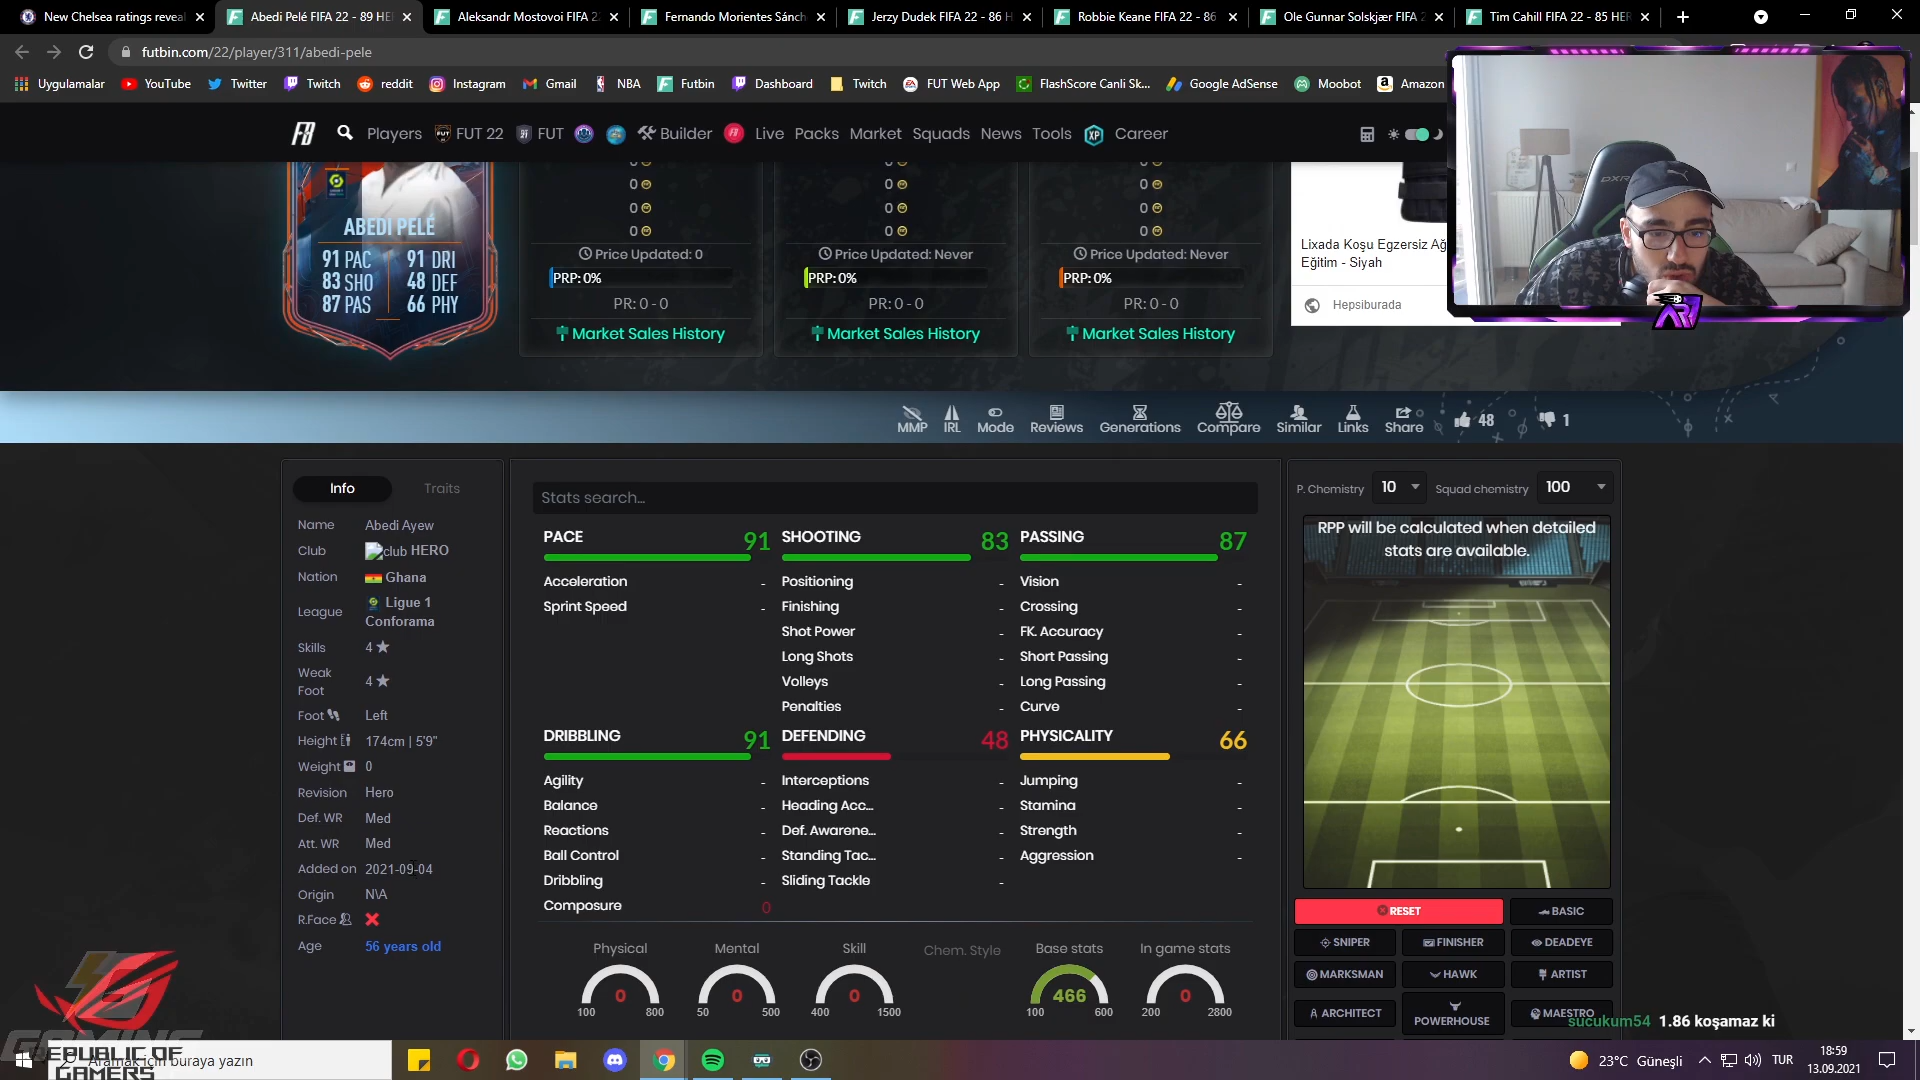 New Chelsea ratings reveal
Abedi Pelé FIFA 22 - 89 HE
Aleksandr Mostovoi FIFA 2
Fernando Morientes Sánch
Jerzy Dudek FIFA 22 - 86 H
Robbie Keane FIFA 22 - 86
Ole Gunnar Solskjær FIFA 2
Tim Cahill FIFA 22 - 85 HER
futbin.com/22/player/311/abedi-pele
Uygulamalar YouTube Twitter Twitch reddit Instagram Gmail NBA Futbin Dashboard Twitch FUT Web App FlashScore Canli Sk... Google AdSense Moobot Amazon
Players FUT 22 FUT Builder Live Packs Market Squads News Tools XP Career
ABEDI PELÉ
91 PAC 91 DRI
83 SHO 48 DEF
87 PAS 66 PHY
0 0 0
0 0 0
0 0 0
0 0 0
Price Updated: 0 Price Updated: Never Price Updated: Never
PRP: 0% PRP: 0% PRP: 0%
PR: 0 - 0 PR: 0 - 0 PR: 0 - 0
Market Sales History Market Sales History Market Sales History
Lixada Koşu Egzersiz Ağ
Eğitim - Siyah
Hepsiburada
DXR
MMP IRL Mode Reviews Generations Compare Similar Links Share 48 1
Info Traits
Name Abedi Ayew
Club club HERO
Nation Ghana
League Ligue 1
Conforama
Skills 4
Weak
Foot 4
Foot Left
Height 174cm | 5'9"
Weight 0
Revision Hero
Def. WR Med
Att. WR Med
Added on 2021-09-04
Origin N\A
R.Face
Age 56 years old
Stats search...
PACE 91 SHOOTING 83 PASSING 87
Acceleration - Positioning - Vision -
Sprint Speed - Finishing - Crossing -
Shot Power - FK. Accuracy -
Long Shots - Short Passing -
Volleys - Long Passing -
Penalties - Curve -
DRIBBLING 91 DEFENDING 48 PHYSICALITY 66
Agility - Interceptions - Jumping -
Balance - Heading Acc... - Stamina -
Reactions - Def. Awarene... - Strength -
Ball Control - Standing Tac... - Aggression -
Dribbling - Sliding Tackle -
Composure 0
Physical Mental Skill Chem. Style Base stats In game stats
0 0 0 466 0
100 800 50 500 400 1500 100 600 200 2800
P. Chemistry 10 Squad chemistry 100
RPP will be calculated when detailed
stats are available.
RESET BASIC
SNIPER FINISHER DEADEYE
MARKSMAN HAWK ARTIST
ARCHITECT POWERHOUSE MAESTRO
sucukum54 1.86 koşamaz ki
GAMING
REPUBLIC OF
GAMERS
Aramak için buraya yazın
23°C Güneşli TUR 18:59
13.09.2021